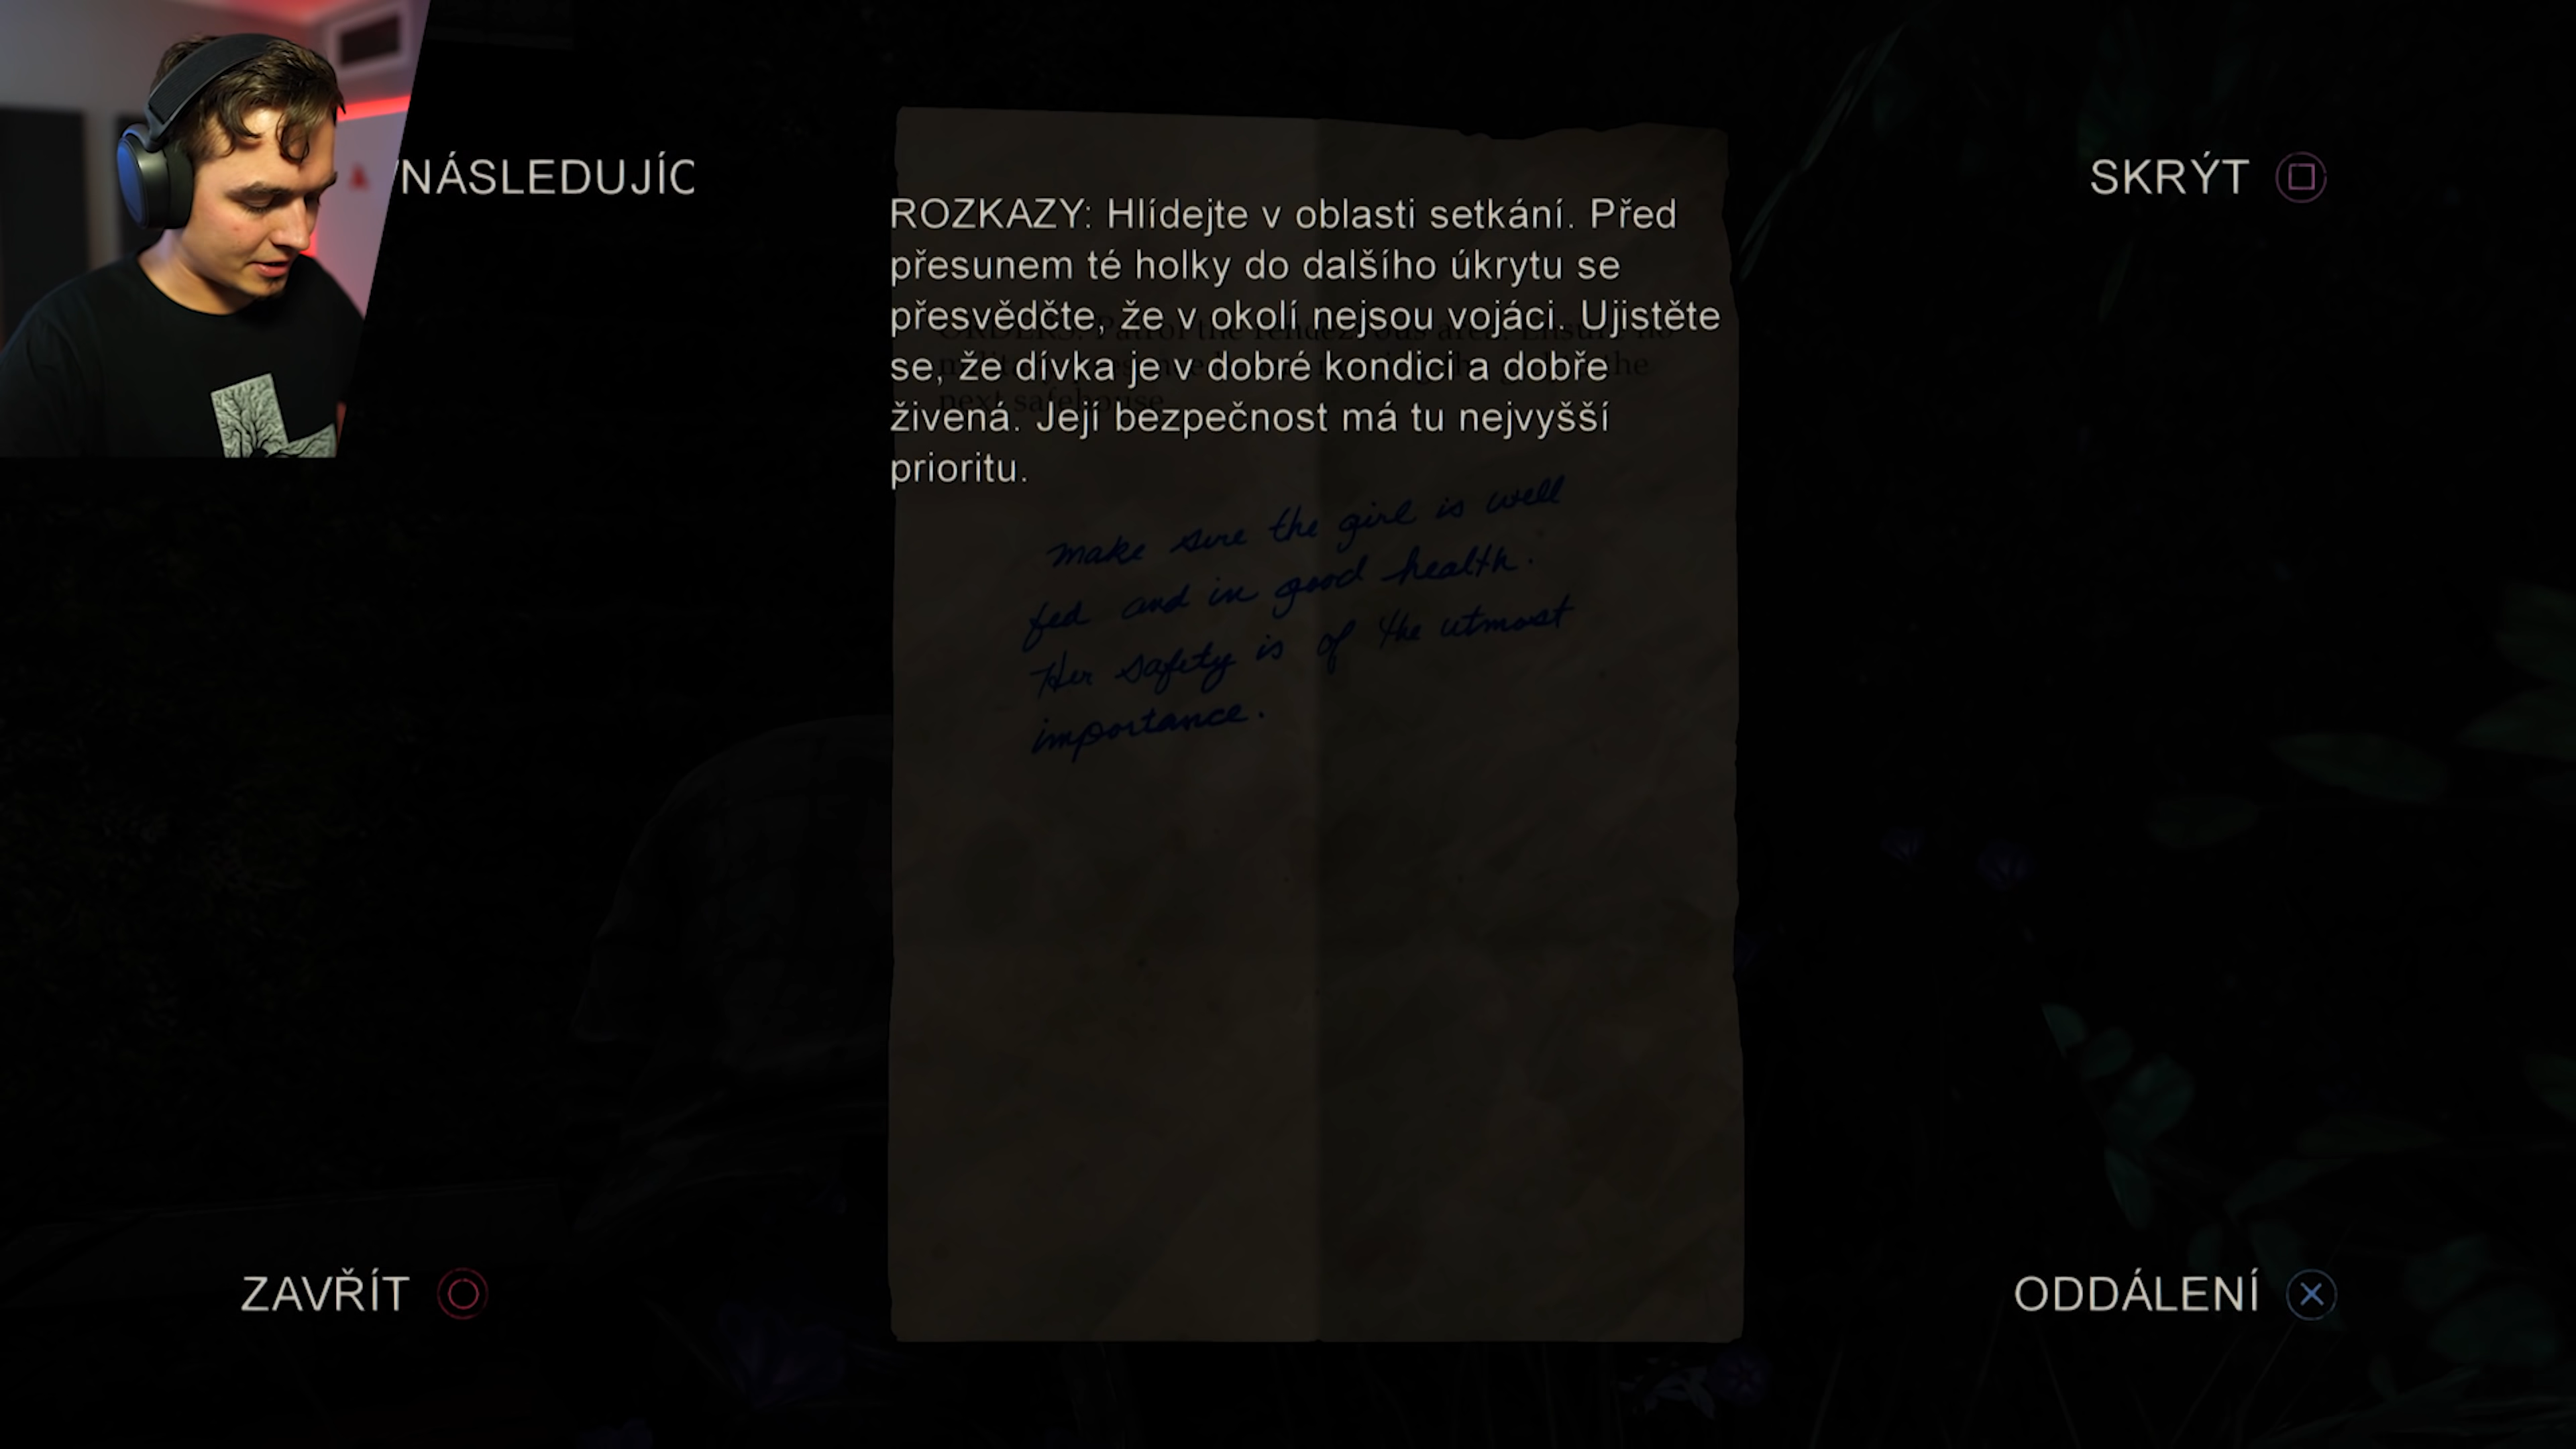 NÁSLEDUJÍC
SKRÝT
ROZKAZY: Hlídejte v oblasti setkání. Před
přesunem té holky do dalšího úkrytu se
přesvědčte, že v okolí nejsou vojáci. Ujistěte
se, že dívka je v dobré kondici a dobře
živená. Její bezpečnost má tu nejvyšší
prioritu.
next safehouse
make sure the girl is well
fed and in good health.
Her safety is of the utmost
importance.
ZAVŘÍT
ODDÁLENÍ